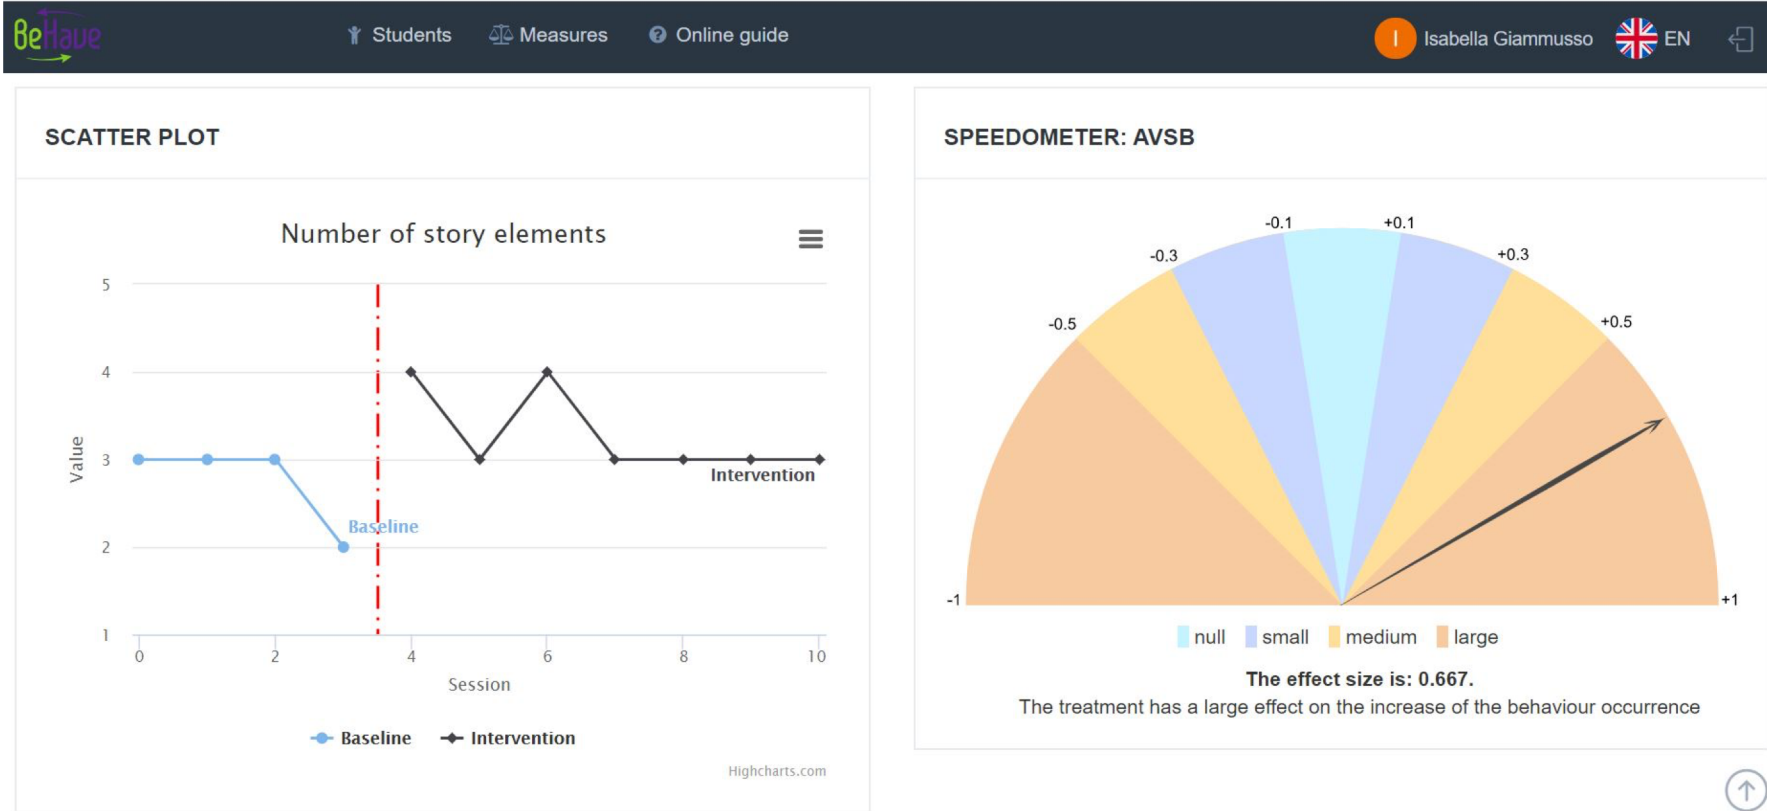 BeHave
Students
Measures
Online guide
I
Isabella Giammusso
EN
SCATTER PLOT
Number of story elements
5
4
3
2
1
Value
Baseline
Intervention
0
2
4
6
8
10
Session
Baseline
Intervention
Highcharts.com
SPEEDOMETER: AVSB
-0.1
+0.1
-0.3
+0.3
-0.5
+0.5
-1
+1
null
small
medium
large
The effect size is: 0.667.
The treatment has a large effect on the increase of the behaviour occurrence